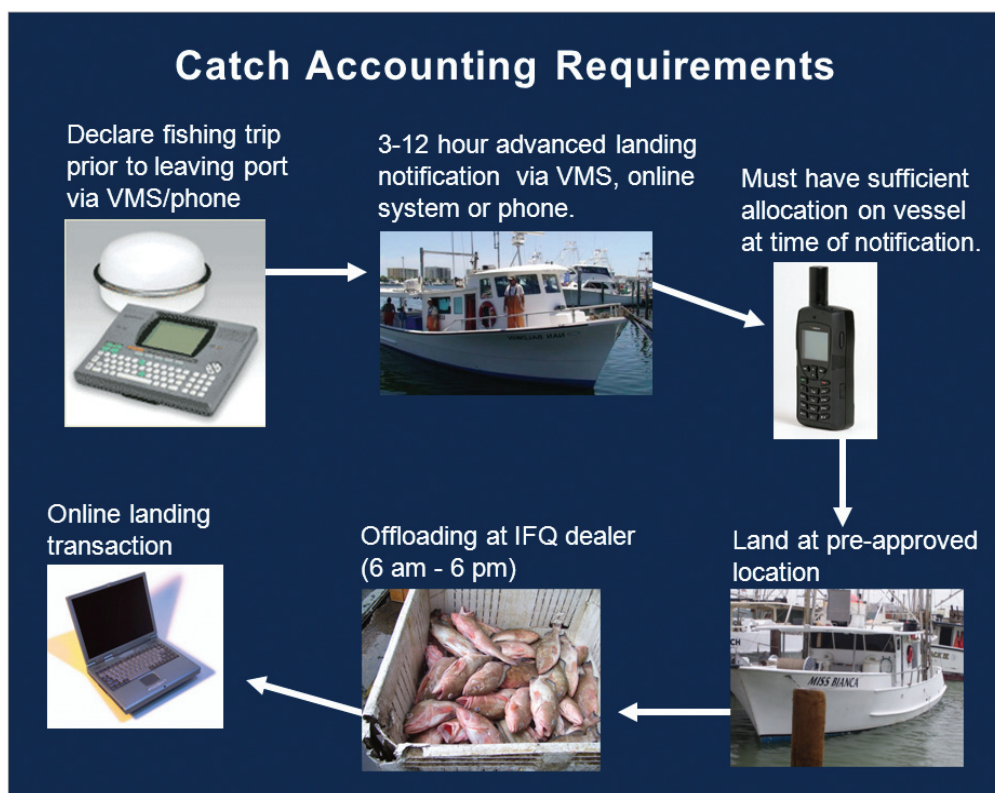 Catch Accounting Requirements
Declare fishing trip
prior to leaving port
via VMS/phone
3-12 hour advanced landing
notification via VMS, online
system or phone.
Must have sufficient
allocation on vessel
at time of notification.
Land at pre-approved
location
MISS BIANCA
Offloading at IFQ dealer
(6 am - 6 pm)
Online landing
transaction